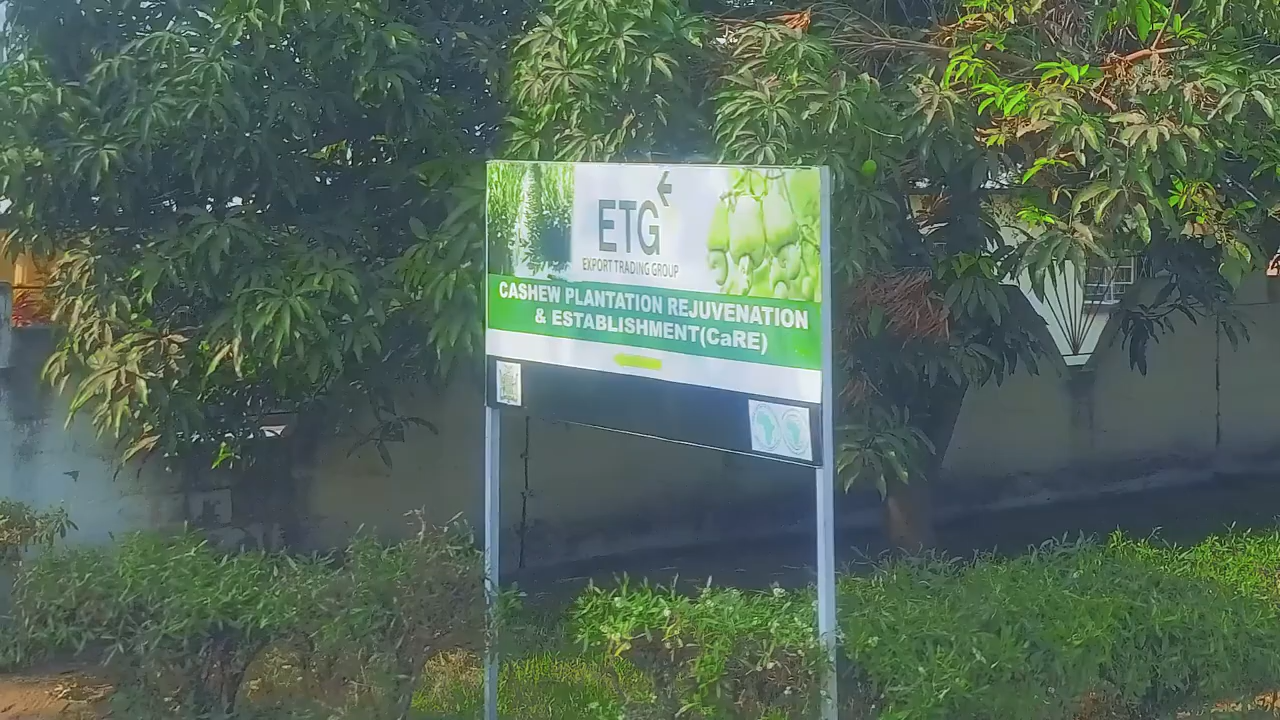 ETG
EXPORT TRADING GROUP
CASHEW PLANTATION REJUVENATION
& ESTABLISHMENT(CaRE)